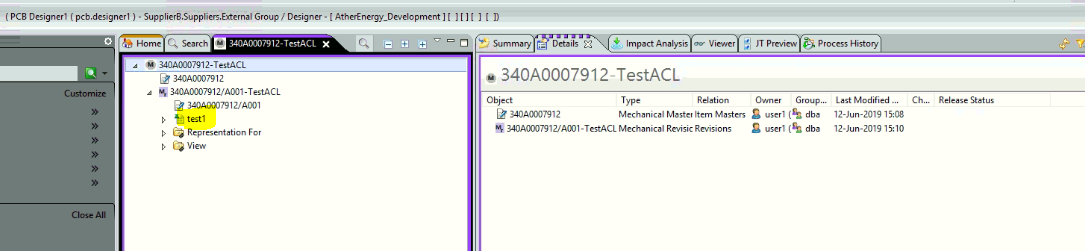 ( PCB Designer1 ( pcb.designer1 ) - SupplierB.Suppliers.External Group / Designer - [ AtherEnergy_Development ] [ ] [ ] [ ] [ ])
Home Search 340A0007912-TestACL
Summary Details Impact Analysis Viewer JT Preview Process History
Customize
Close All
340A0007912-TestACL
340A0007912
340A0007912/A001-TestACL
340A0007912/A001
test1
Representation For
View
340A0007912-TestACL
Object Type Relation Owner Group... Last Modified ... Ch... Release Status
340A0007912 Mechanical Master Item Masters user1 ( dba 12-Jun-2019 15:08
340A0007912/A001-TestACL Mechanical Revisic Revisions user1 ( dba 12-Jun-2019 15:10